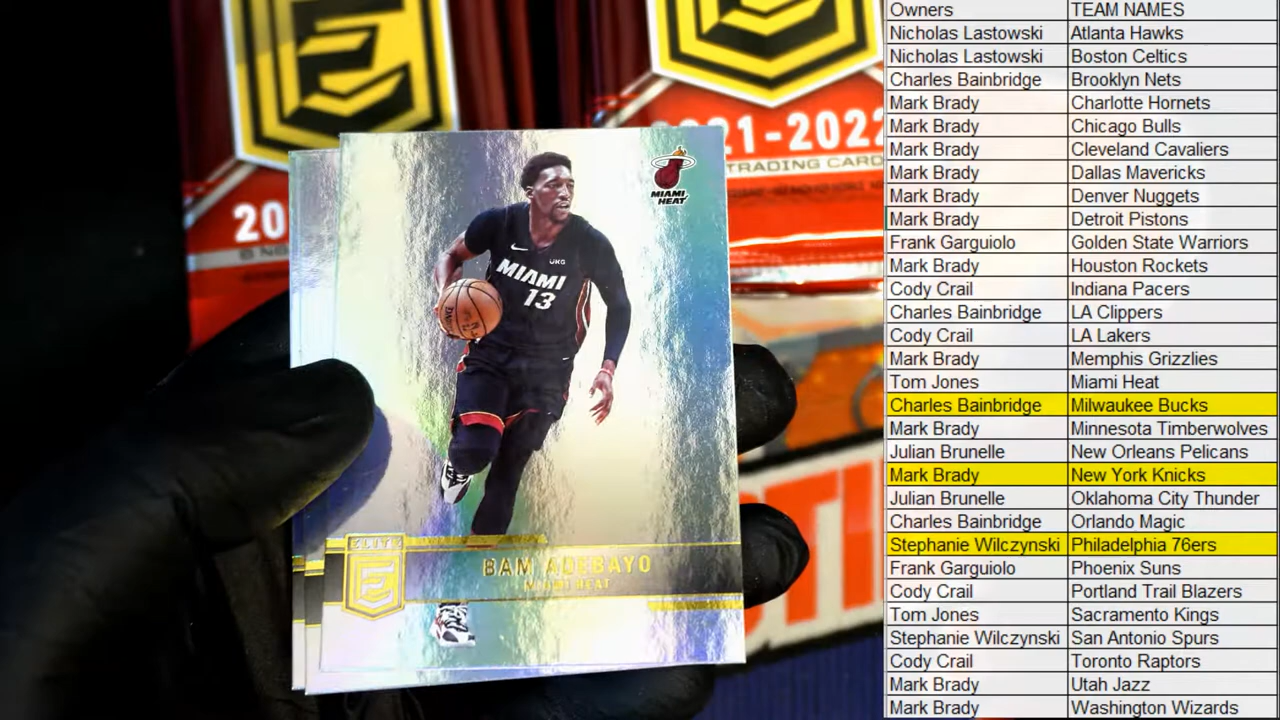 21-2022
TRADING CARD
20
MIAMI
HEAT
UKG
MIAMI
13
ELITE
E
BAM ADEBAYO
MIAMI HEAT
Owners TEAM NAMES
Nicholas Lastowski Atlanta Hawks
Nicholas Lastowski Boston Celtics
Charles Bainbridge Brooklyn Nets
Mark Brady Charlotte Hornets
Mark Brady Chicago Bulls
Mark Brady Cleveland Cavaliers
Mark Brady Dallas Mavericks
Mark Brady Denver Nuggets
Mark Brady Detroit Pistons
Frank Garguiolo Golden State Warriors
Mark Brady Houston Rockets
Cody Crail Indiana Pacers
Charles Bainbridge LA Clippers
Cody Crail LA Lakers
Mark Brady Memphis Grizzlies
Tom Jones Miami Heat
Charles Bainbridge Milwaukee Bucks
Mark Brady Minnesota Timberwolves
Julian Brunelle New Orleans Pelicans
Mark Brady New York Knicks
Julian Brunelle Oklahoma City Thunder
Charles Bainbridge Orlando Magic
Stephanie Wilczynski Philadelphia 76ers
Frank Garguiolo Phoenix Suns
Cody Crail Portland Trail Blazers
Tom Jones Sacramento Kings
Stephanie Wilczynski San Antonio Spurs
Cody Crail Toronto Raptors
Mark Brady Utah Jazz
Mark Brady Washington Wizards